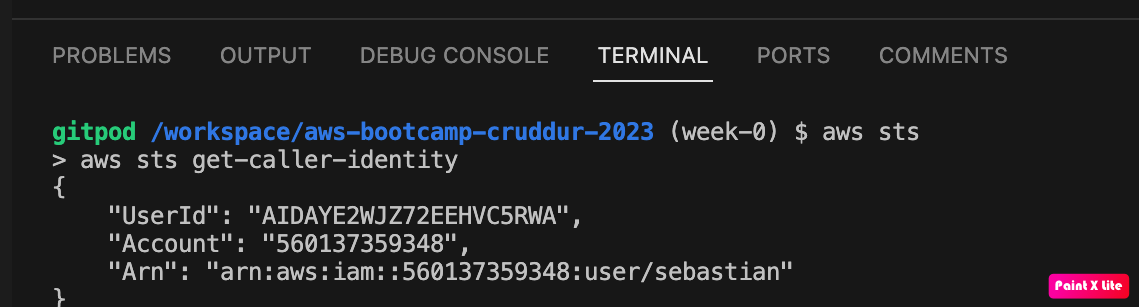 PROBLEMS OUTPUT DEBUG CONSOLE TERMINAL PORTS COMMENTS
gitpod /workspace/aws-bootcamp-cruddur-2023 (week-0) $ aws sts
> aws sts get-caller-identity
{
    "UserId": "AIDAYE2WJZ72EEHVC5RWA",
    "Account": "560137359348",
    "Arn": "arn:aws:iam::560137359348:user/sebastian"
}
Paint X Lite